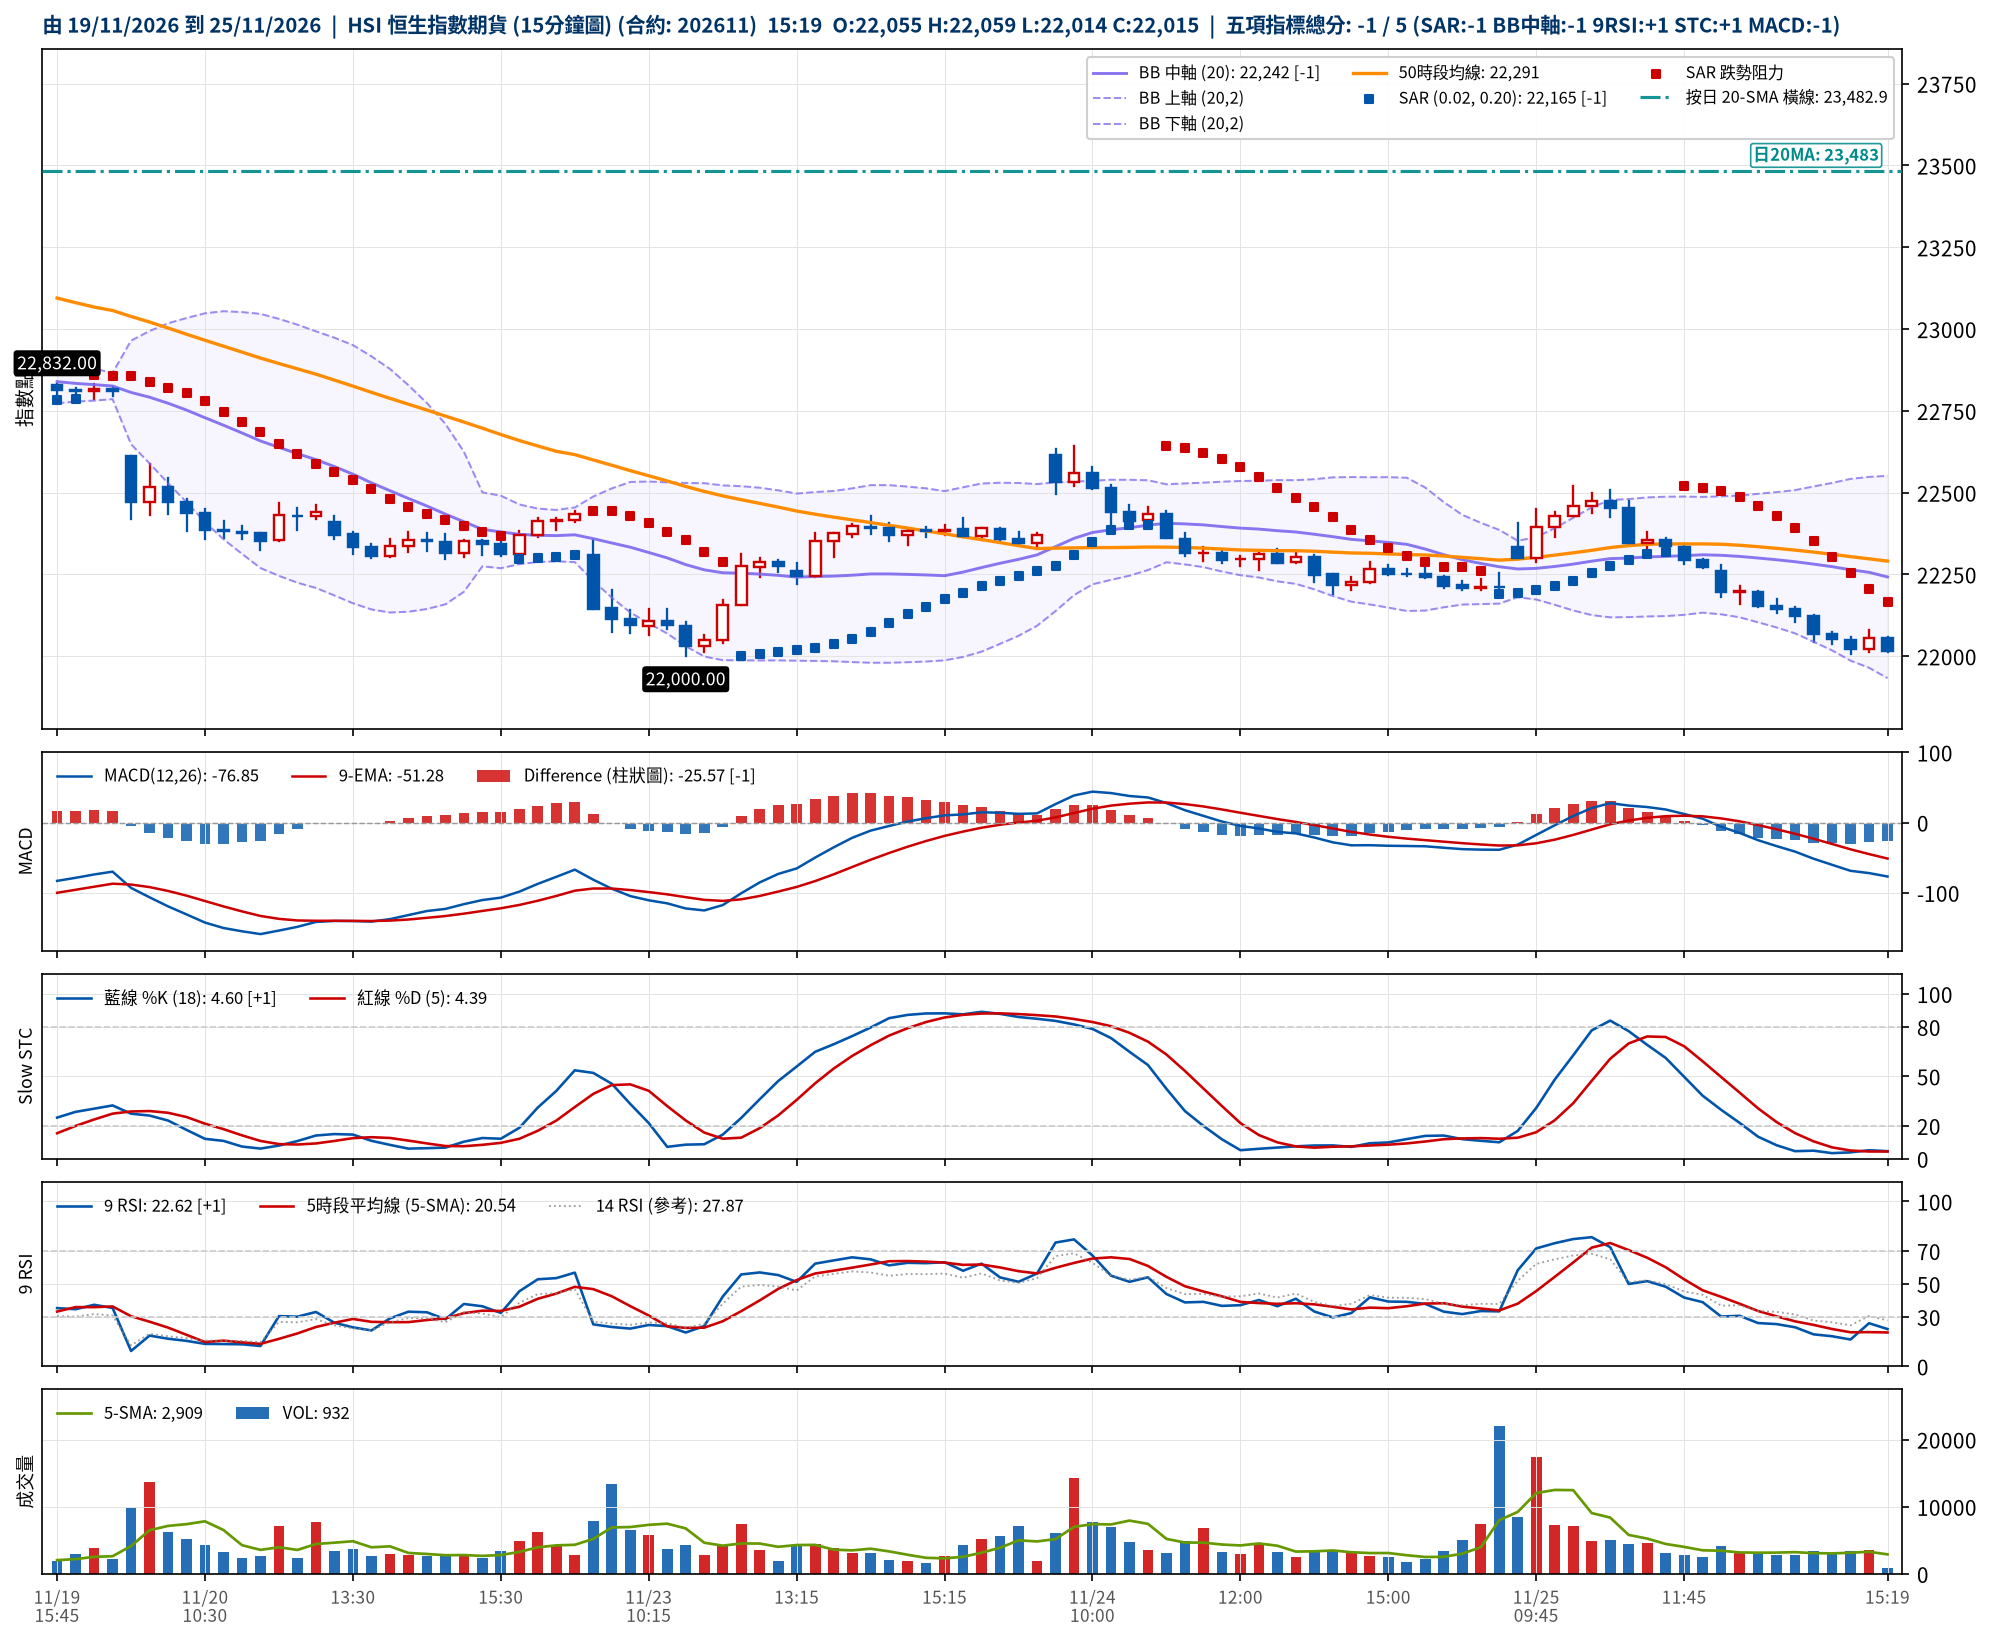 由 19/11/2026 到 25/11/2026 | HSI 恒生指數期貨 (15分鐘圖) (合約: 202611) 15:19 O:22,055 H:22,059 L:22,014 C:22,015 | 五項指標總分: -1 / 5 (SAR:-1 BB中軸:-1 9RSI:+1 STC:+1 MACD:-1)
BB 中軸 (20): 22,242 [-1]
BB 上軸 (20,2)
BB 下軸 (20,2)
50時段均線: 22,291
SAR (0.02, 0.20): 22,165 [-1]
SAR 跌勢阻力
按日 20-SMA 橫線: 23,482.9
日20MA: 23,483
23750
23500
23250
23000
22750
22500
22250
22000
22,832.00
指數
22,000.00
MACD(12,26): -76.85
9-EMA: -51.28
Difference (柱狀圖): -25.57 [-1]
MACD
100
0
-100
藍線 %K (18): 4.60 [+1]
紅線 %D (5): 4.39
Slow STC
100
80
50
20
0
9 RSI: 22.62 [+1]
5時段平均線 (5-SMA): 20.54
14 RSI (參考): 27.87
9 RSI
100
70
50
30
0
5-SMA: 2,909
VOL: 932
成交量
20000
10000
0
11/19
15:45
11/20
10:30
13:30
15:30
11/23
10:15
13:15
15:15
11/24
10:00
12:00
15:00
11/25
09:45
11:45
15:19